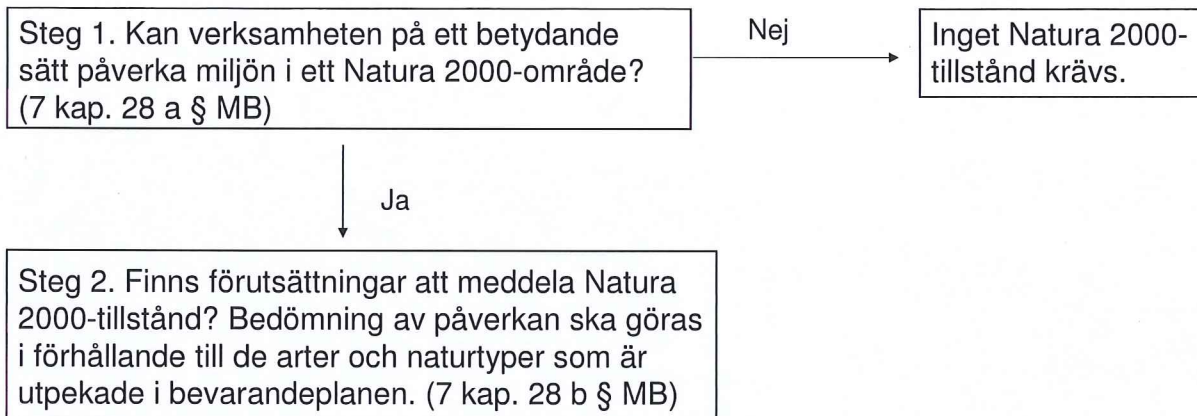 Steg 1. Kan verksamheten på ett betydande
sätt påverka miljön i ett Natura 2000-område?
(7 kap. 28 a § MB)
Nej
Inget Natura 2000-
tillstånd krävs.
Ja
Steg 2. Finns förutsättningar att meddela Natura
2000-tillstånd? Bedömning av påverkan ska göras
i förhållande till de arter och naturtyper som är
utpekade i bevarandeplanen. (7 kap. 28 b § MB)